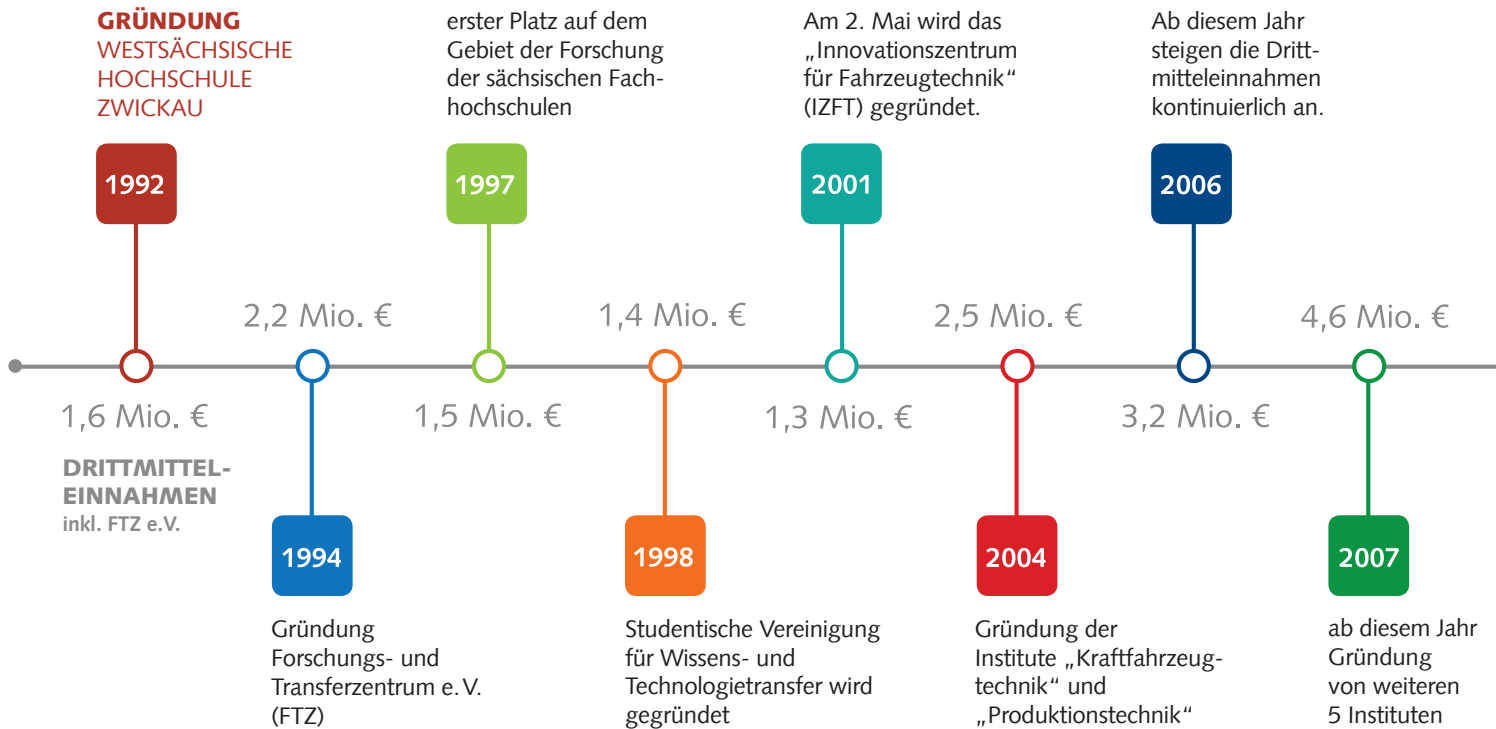 GRÜNDUNG
WESTSÄCHSISCHE
HOCHSCHULE
ZWICKAU
erster Platz auf dem
Gebiet der Forschung
der sächsischen Fach-
hochschulen
Am 2. Mai wird das
„Innovationszentrum
für Fahrzeugtechnik“
(IZFT) gegründet.
Ab diesem Jahr
steigen die Dritt-
mitteleinnahmen
kontinuierlich an.
1992
1997
2001
2006
2,2 Mio. €
1,4 Mio. €
2,5 Mio. €
4,6 Mio. €
1,6 Mio. €
1,5 Mio. €
1,3 Mio. €
3,2 Mio. €
DRITTMITTEL-
EINNAHMEN
inkl. FTZ e.V.
1994
1998
2004
2007
Gründung
Forschungs- und
Transferzentrum e. V.
(FTZ)
Studentische Vereinigung
für Wissens- und
Technologietransfer wird
gegründet
Gründung der
Institute „Kraftfahrzeug-
technik“ und
„Produktionstechnik“
ab diesem Jahr
Gründung
von weiteren
5 Instituten